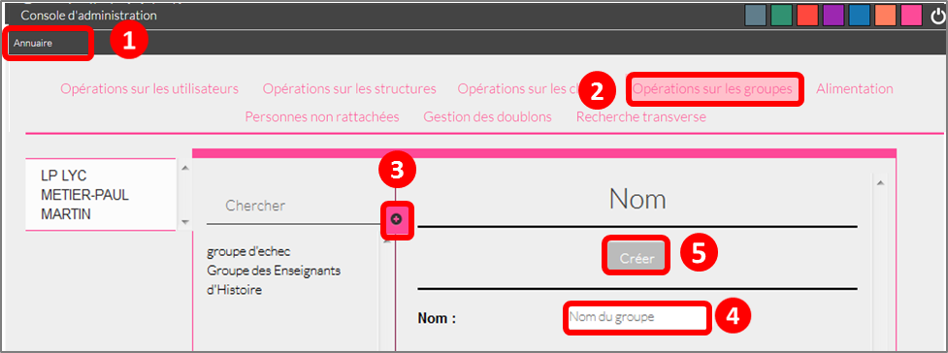 Console d'administration
Annuaire
1
Opérations sur les utilisateurs Opérations sur les structures Opérations sur les cl 2 Opérations sur les groupes Alimentation
Personnes non rattachées Gestion des doublons Recherche transverse
3
LP LYC
METIER-PAUL
MARTIN
Chercher
groupe d'echec
Groupe des Enseignants
d'Histoire
Nom
Créer 5
Nom : Nom du groupe 4